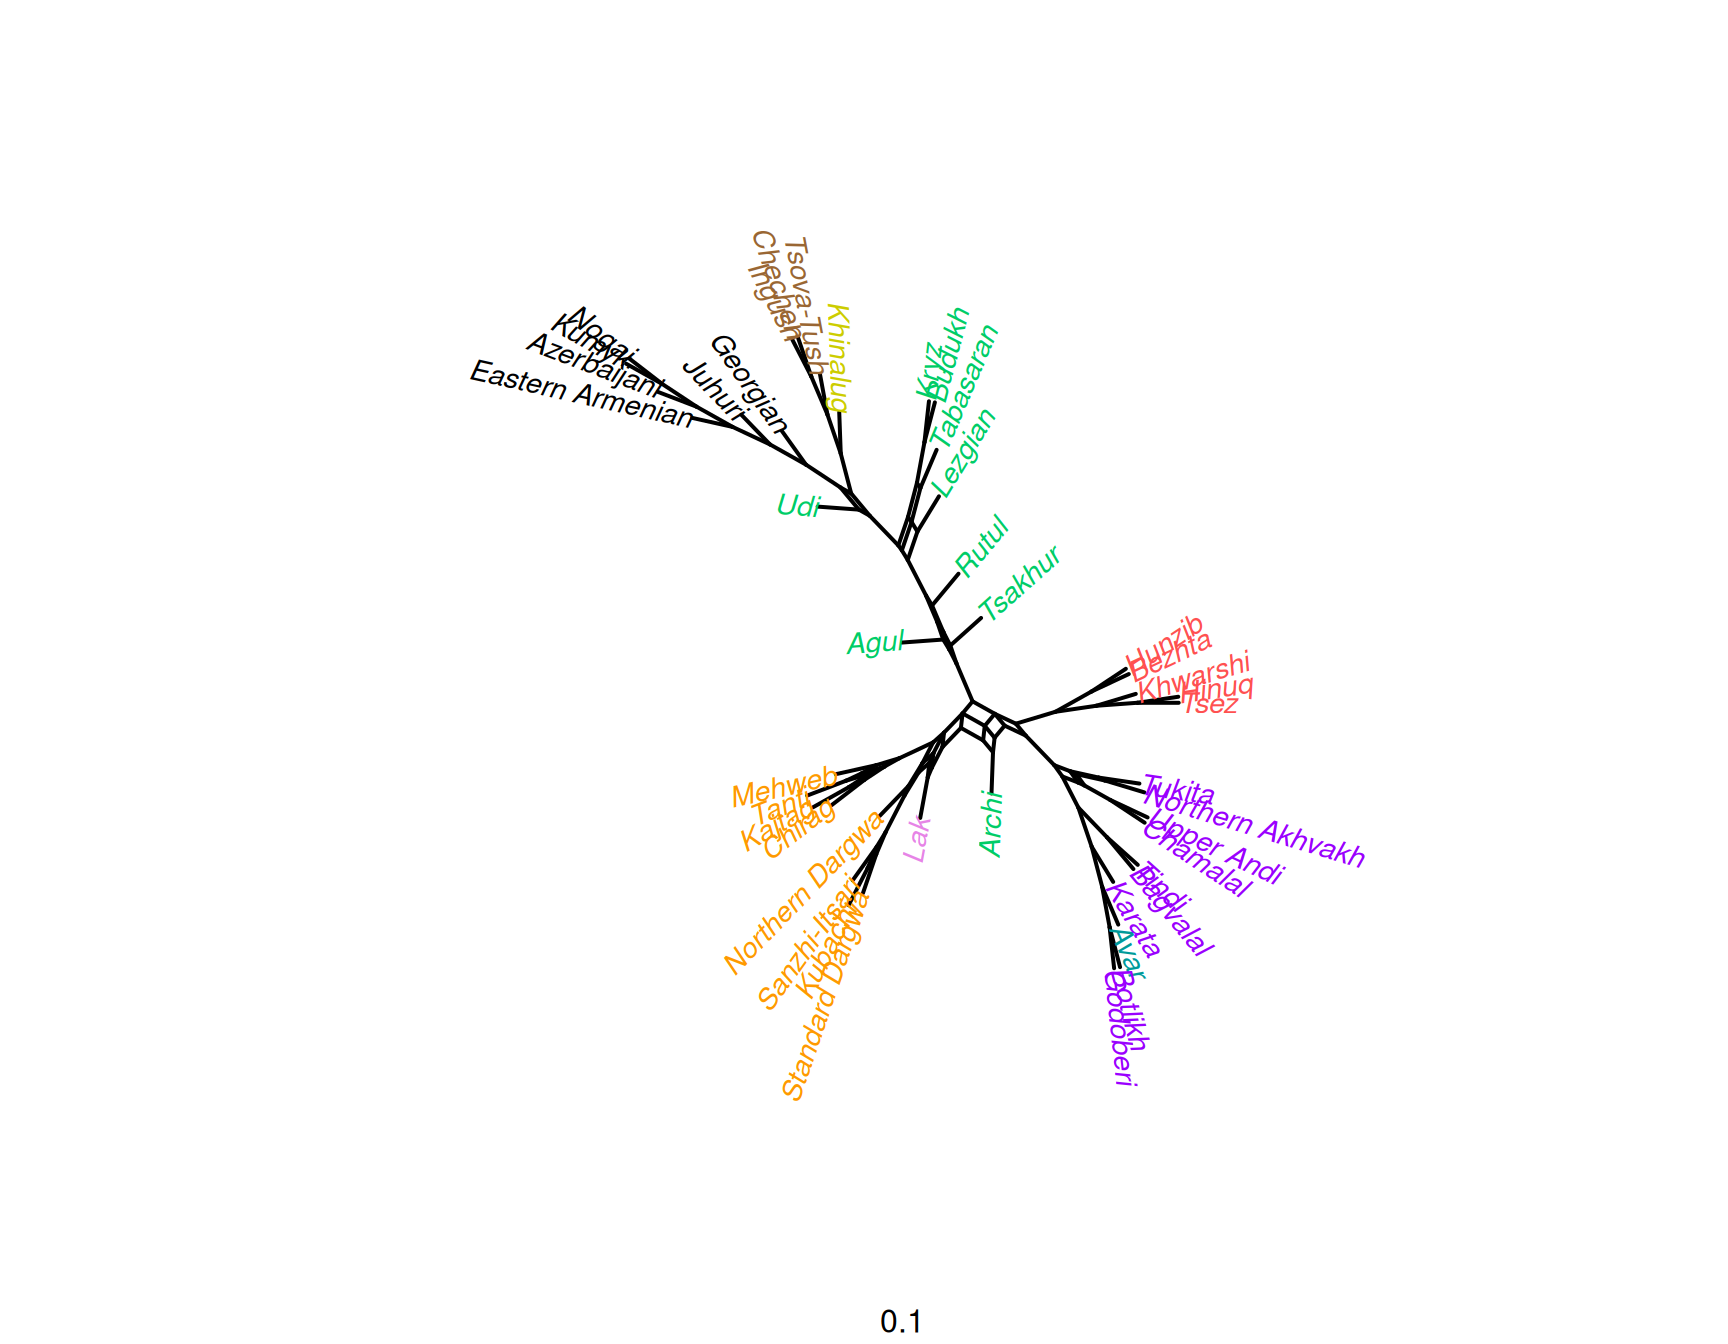 Tsova-Tush
Chechen
Ingush
Khinalug
Nogai
Kumyk
Azerbaijani
Eastern Armenian
Georgian
Juhuri
Udi
Kryz
Budukh
Tabasaran
Lezgian
Rutul
Tsakhur
Agul
Hunzib
Bezhta
Khwarshi
Hinuq
Tsez
Tukita
Northern Akhvakh
Upper Andi
Chamalal
Tindi
Bagvalal
Karata
Avar
Botlikh
Godoberi
Archi
Lak
Mehweb
Tanti
Kaitag
Chirag
Northern Dargwa
Sanzhi-Itsari
Kubachi
Standard Dargwa
0.1